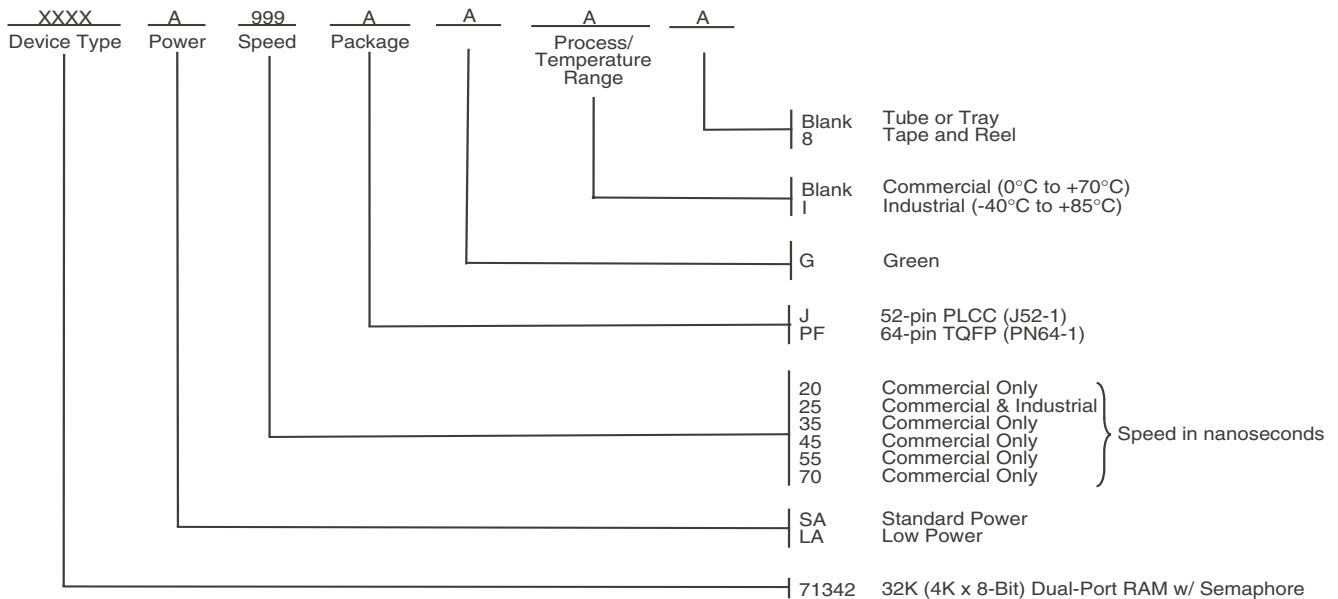 XXXX A 999 A A A A
Device Type Power Speed Package Process/
Temperature
Range
Blank Tube or Tray
8 Tape and Reel
Blank Commercial (0°C to +70°C)
I Industrial (-40°C to +85°C)
G Green
J 52-pin PLCC (J52-1)
PF 64-pin TQFP (PN64-1)
20 Commercial Only
25 Commercial & Industrial
35 Commercial Only
45 Commercial Only
55 Commercial Only
70 Commercial Only
Speed in nanoseconds
SA Standard Power
LA Low Power
71342 32K (4K x 8-Bit) Dual-Port RAM w/ Semaphore